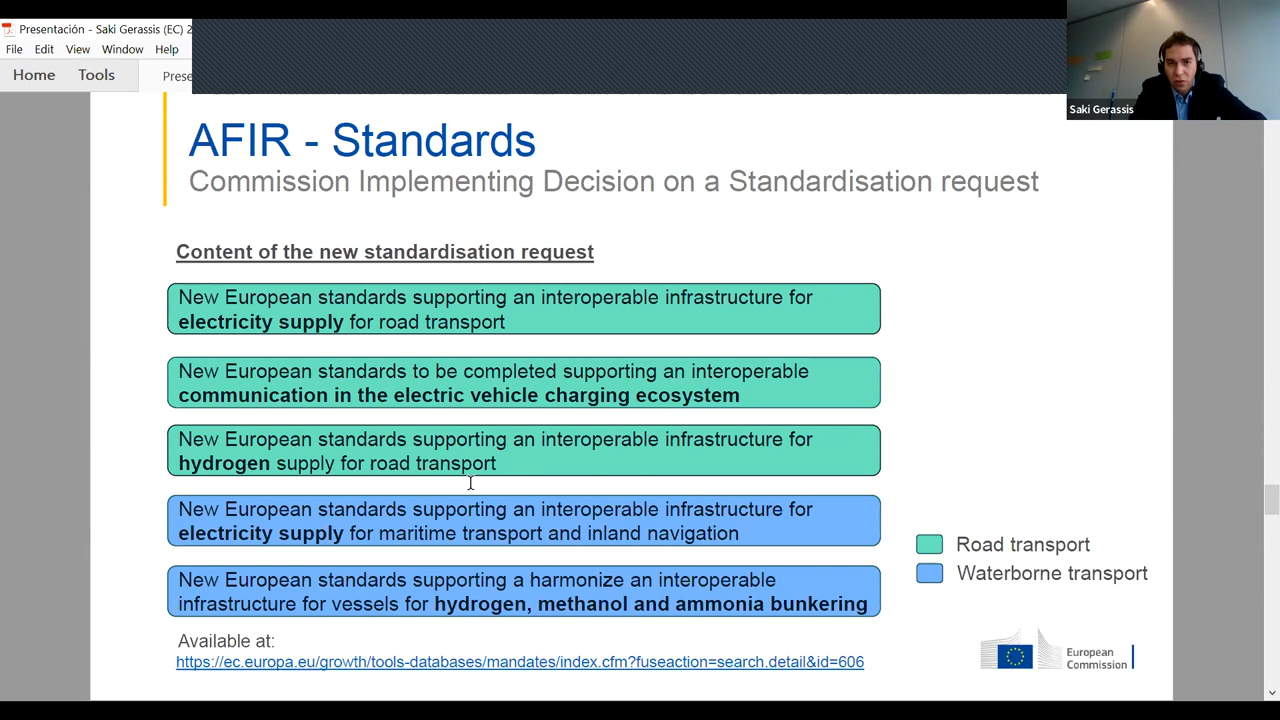 Presentación - Saki Gerassis (EC) 2
File Edit View Window Help
Home Tools Prese
Saki Gerassis
AFIR - Standards
Commission Implementing Decision on a Standardisation request
Content of the new standardisation request
New European standards supporting an interoperable infrastructure for
electricity supply for road transport
New European standards to be completed supporting an interoperable
communication in the electric vehicle charging ecosystem
New European standards supporting an interoperable infrastructure for
hydrogen supply for road transport
New European standards supporting an interoperable infrastructure for
electricity supply for maritime transport and inland navigation
New European standards supporting a harmonize an interoperable
infrastructure for vessels for hydrogen, methanol and ammonia bunkering
Road transport
Waterborne transport
Available at:
https://ec.europa.eu/growth/tools-databases/mandates/index.cfm?fuseaction=search.detail&id=606
European
Commission